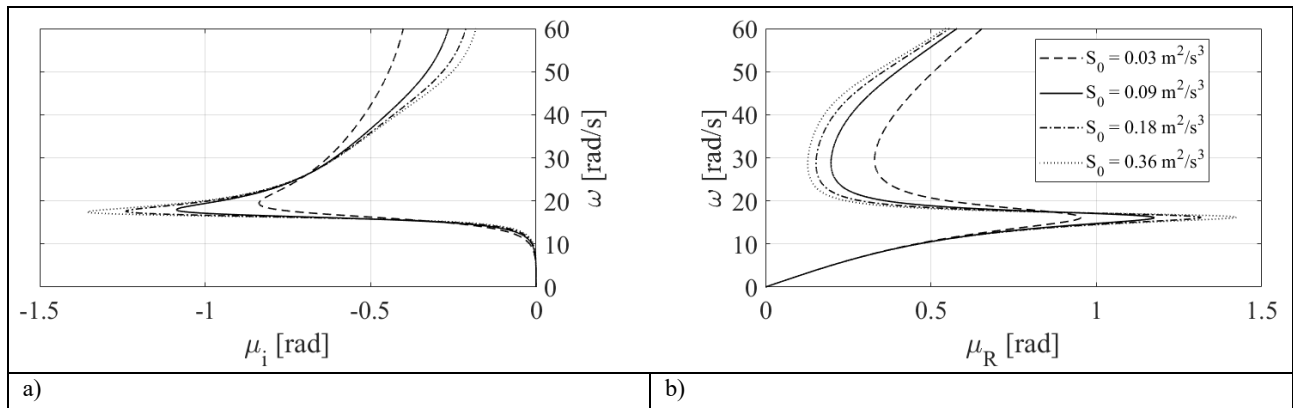 60
50
40
30
20
10
0
ω [rad/s]
-1.5
-1
-0.5
0
μi [rad]
60
50
40
30
20
10
0
ω [rad/s]
S0 = 0.03 m²/s³
S0 = 0.09 m²/s³
S0 = 0.18 m²/s³
S0 = 0.36 m²/s³
0
0.5
1
1.5
μR [rad]
a)
b)